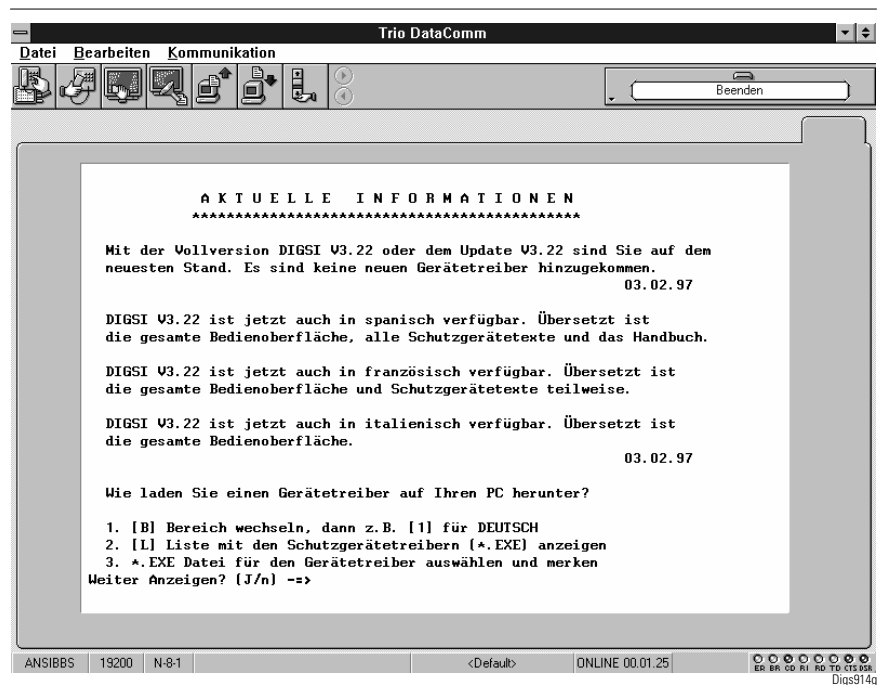 Trio DataComm
Datei Bearbeiten Kommunikation
Beenden
A K T U E L L E I N F O R M A T I O N E N
********************************************
Mit der Vollversion DIGSI V3.22 oder dem Update V3.22 sind Sie auf dem
neuesten Stand. Es sind keine neuen Gerätetreiber hinzugekommen.
03.02.97
DIGSI V3.22 ist jetzt auch in spanisch verfügbar. Übersetzt ist
die gesamte Bedienoberfläche, alle Schutzgerätetexte und das Handbuch.
DIGSI V3.22 ist jetzt auch in französisch verfügbar. Übersetzt ist
die gesamte Bedienoberfläche und Schutzgerätetexte teilweise.
DIGSI V3.22 ist jetzt auch in italienisch verfügbar. Übersetzt ist
die gesamte Bedienoberfläche.
03.02.97
Wie laden Sie einen Gerätetreiber auf Ihren PC herunter?
1. [B] Bereich wechseln, dann z.B. [1] für DEUTSCH
2. [L] Liste mit den Schutzgerätetreibern (*.EXE) anzeigen
3. *.EXE Datei für den Gerätetreiber auswählen und merken
Weiter Anzeigen? (J/n) -=>
ANSIBBS 19200 N-8-1 <Default> ONLINE 00.01.25 ER BR CD RI RD TD CTS DSR
Digs914g